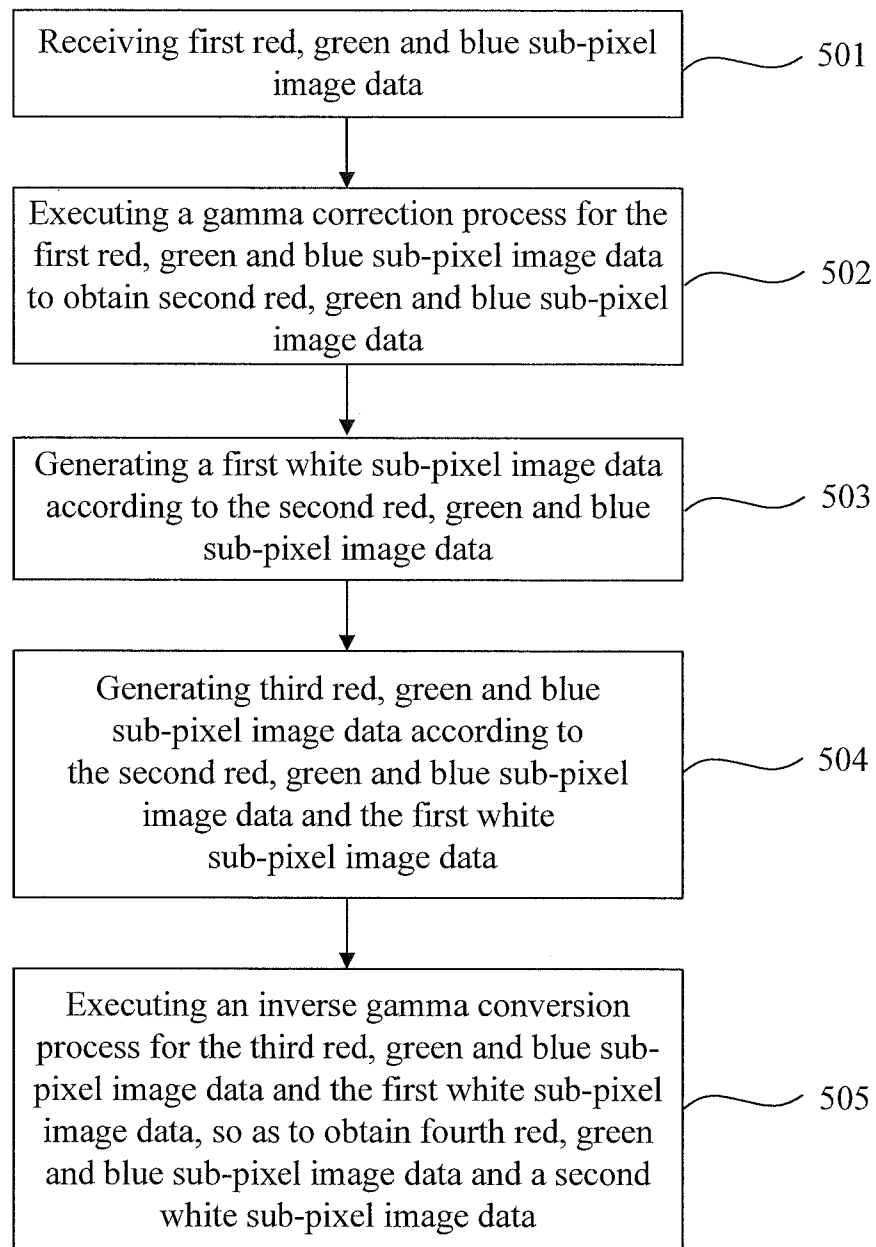 Receiving first red, green and blue sub-pixel
image data
501
Executing a gamma correction process for the
first red, green and blue sub-pixel image data
to obtain second red, green and blue sub-pixel
image data
502
Generating a first white sub-pixel image data
according to the second red, green and blue
sub-pixel image data
503
Generating third red, green and blue
sub-pixel image data according to
the second red, green and blue sub-pixel
image data and the first white
sub-pixel image data
504
Executing an inverse gamma conversion
process for the third red, green and blue sub-
pixel image data and the first white sub-pixel
image data, so as to obtain fourth red, green
and blue sub-pixel image data and a second
white sub-pixel image data
505